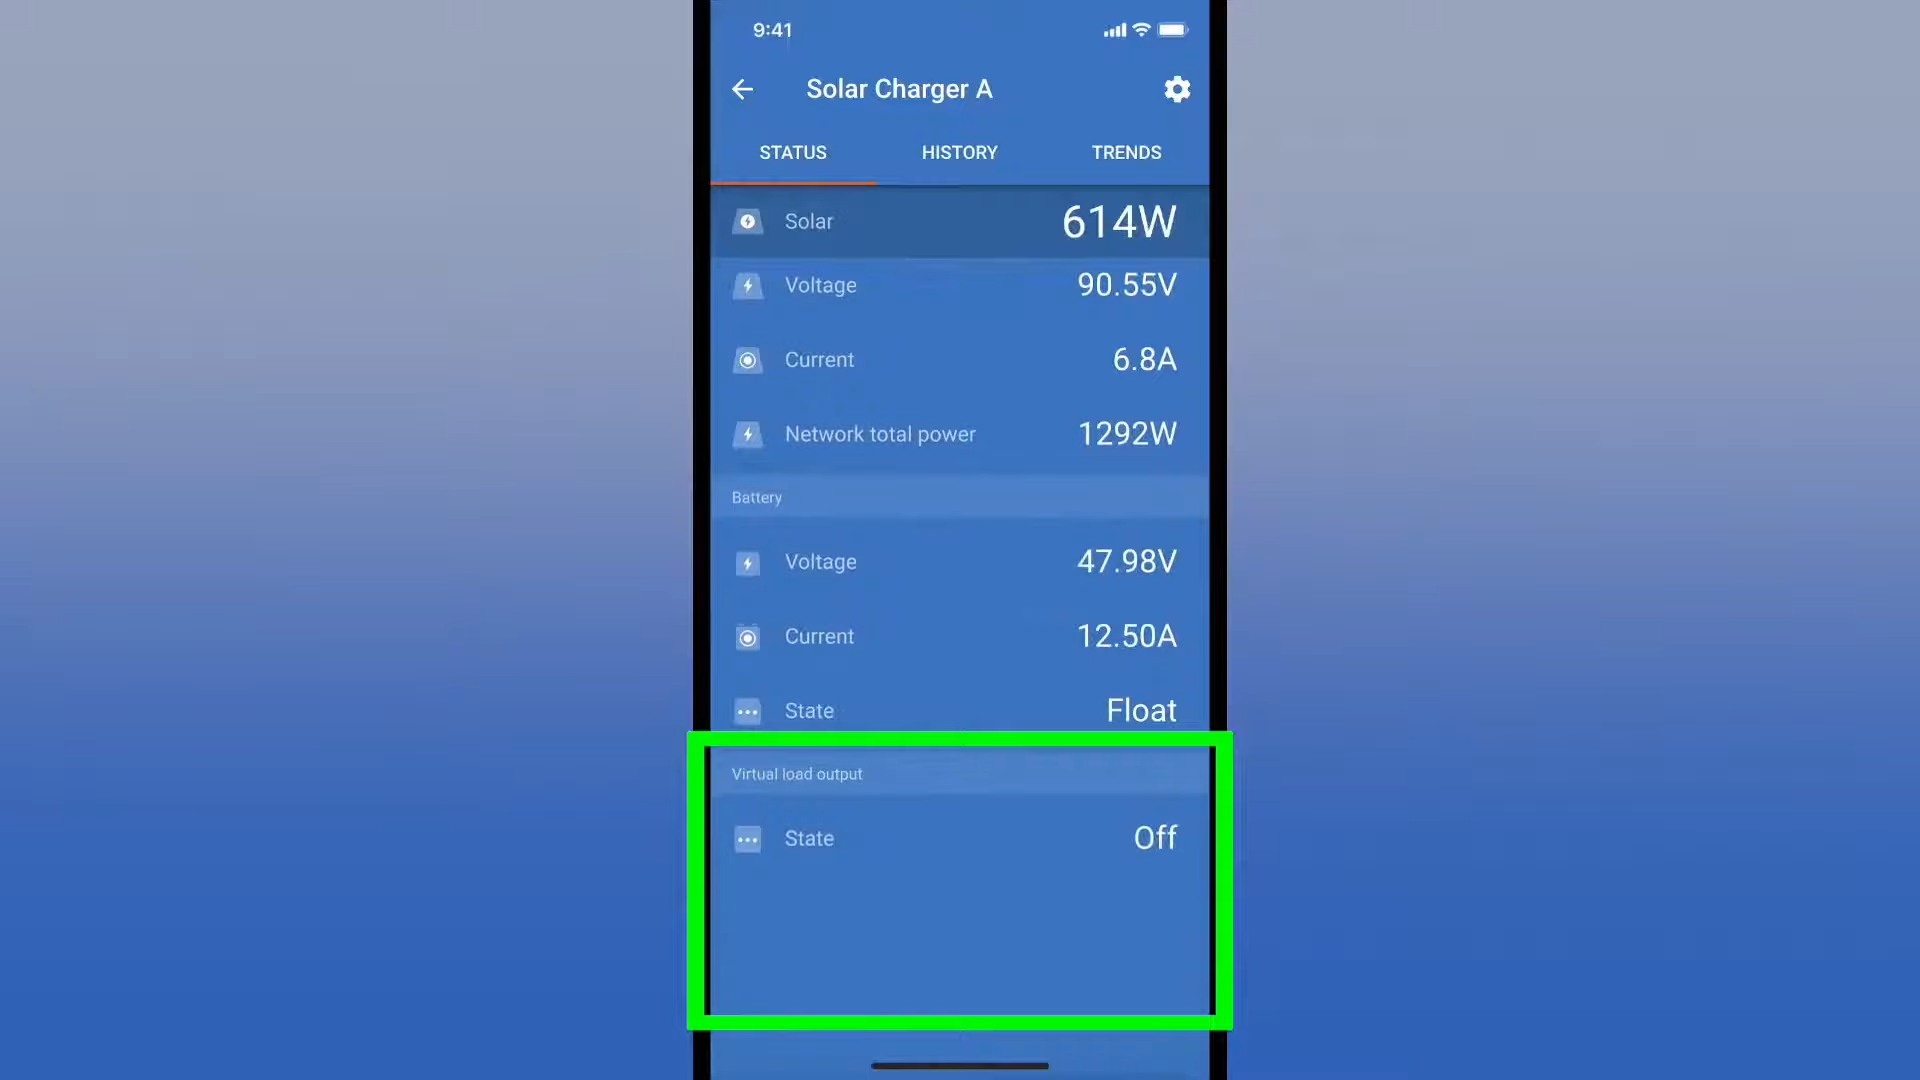 9:41
Solar Charger A
STATUS HISTORY TRENDS
Solar 614W
Voltage 90.55V
Current 6.8A
Network total power 1292W
Battery
Voltage 47.98V
Current 12.50A
State Float
Virtual load output
State Off